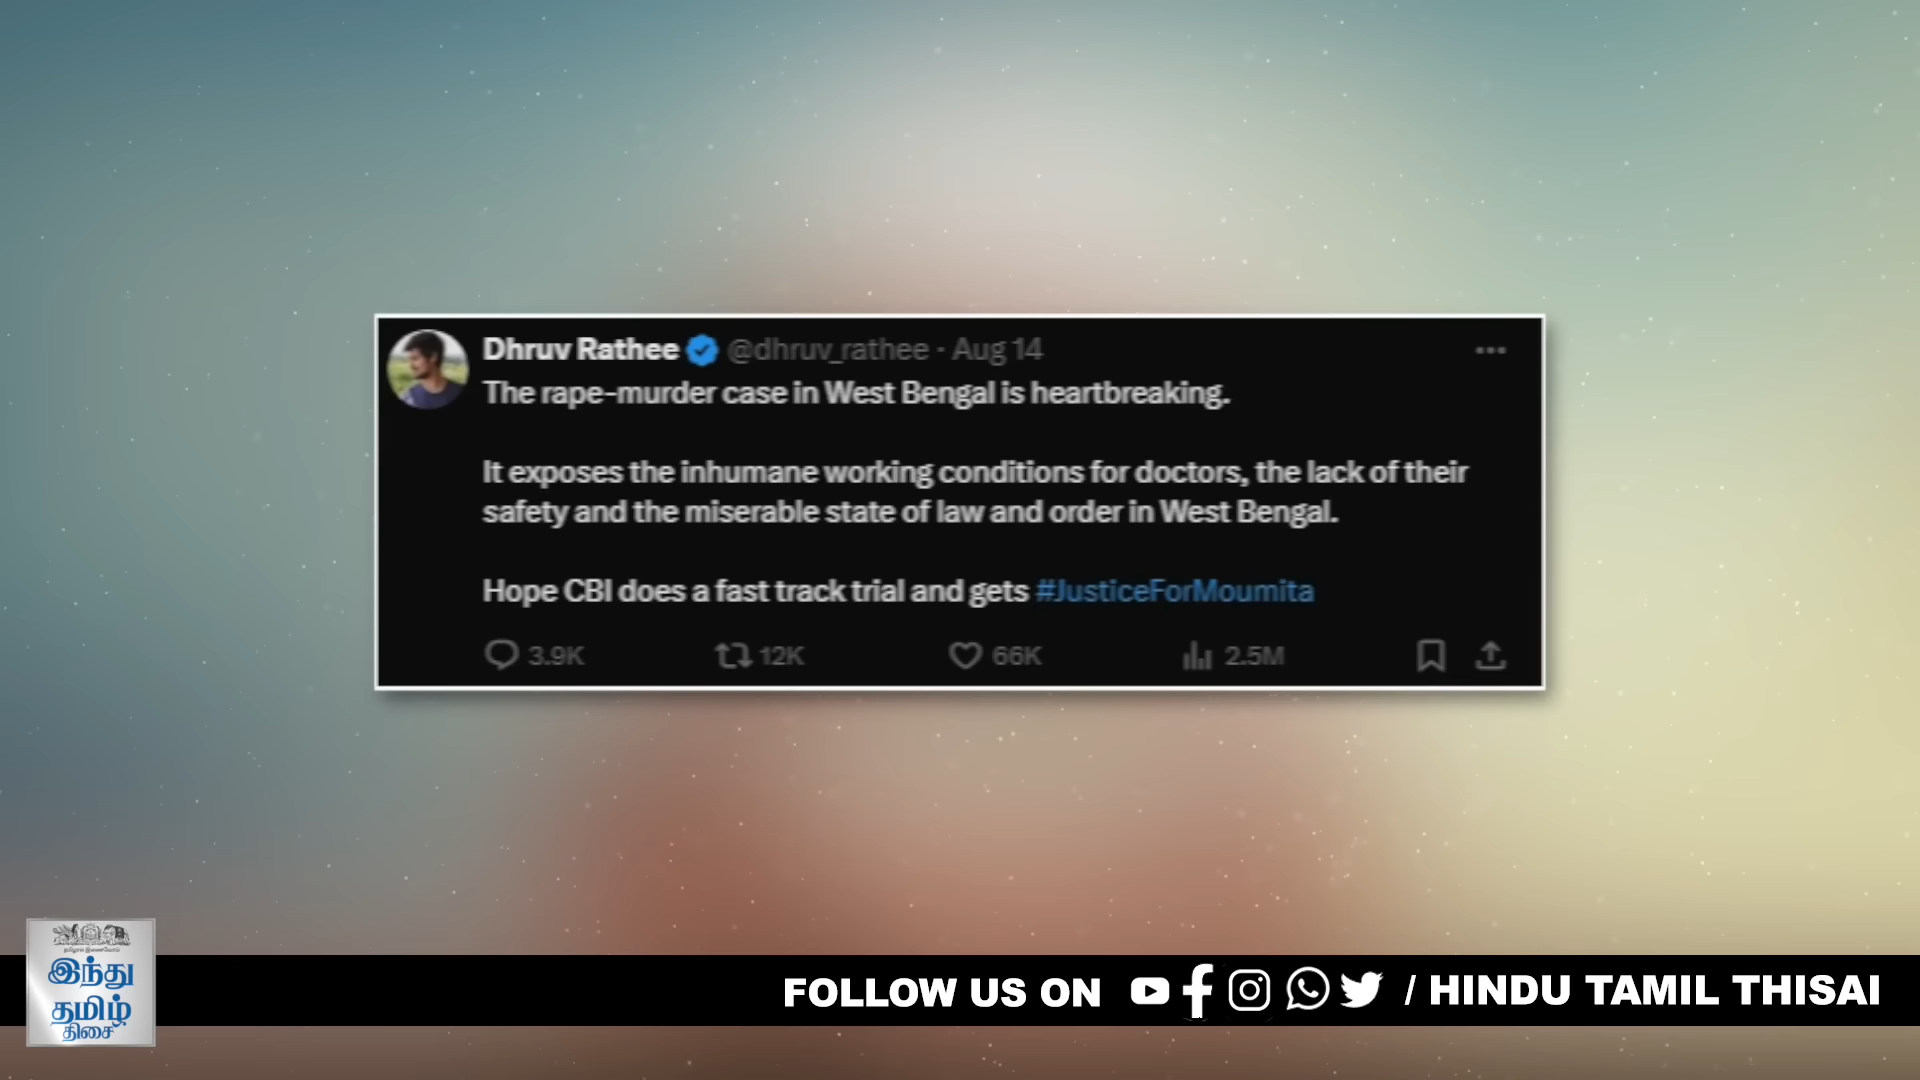 Dhruv Rathee @dhruv_rathee · Aug 14
The rape-murder case in West Bengal is heartbreaking.
It exposes the inhumane working conditions for doctors, the lack of their
safety and the miserable state of law and order in West Bengal.
Hope CBI does a fast track trial and gets #JusticeForMoumita
3.9K 12K 66K 2.5M
இந்து
தமிழ்
திசை
FOLLOW US ON / HINDU TAMIL THISAI